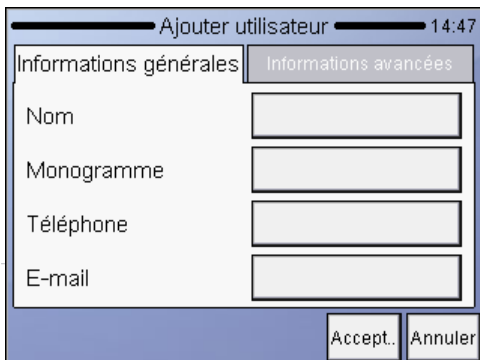 Ajouter utilisateur 14:47
Informations générales Informations avancées
Nom
Monogramme
Téléphone
E-mail
Accept.. Annuler